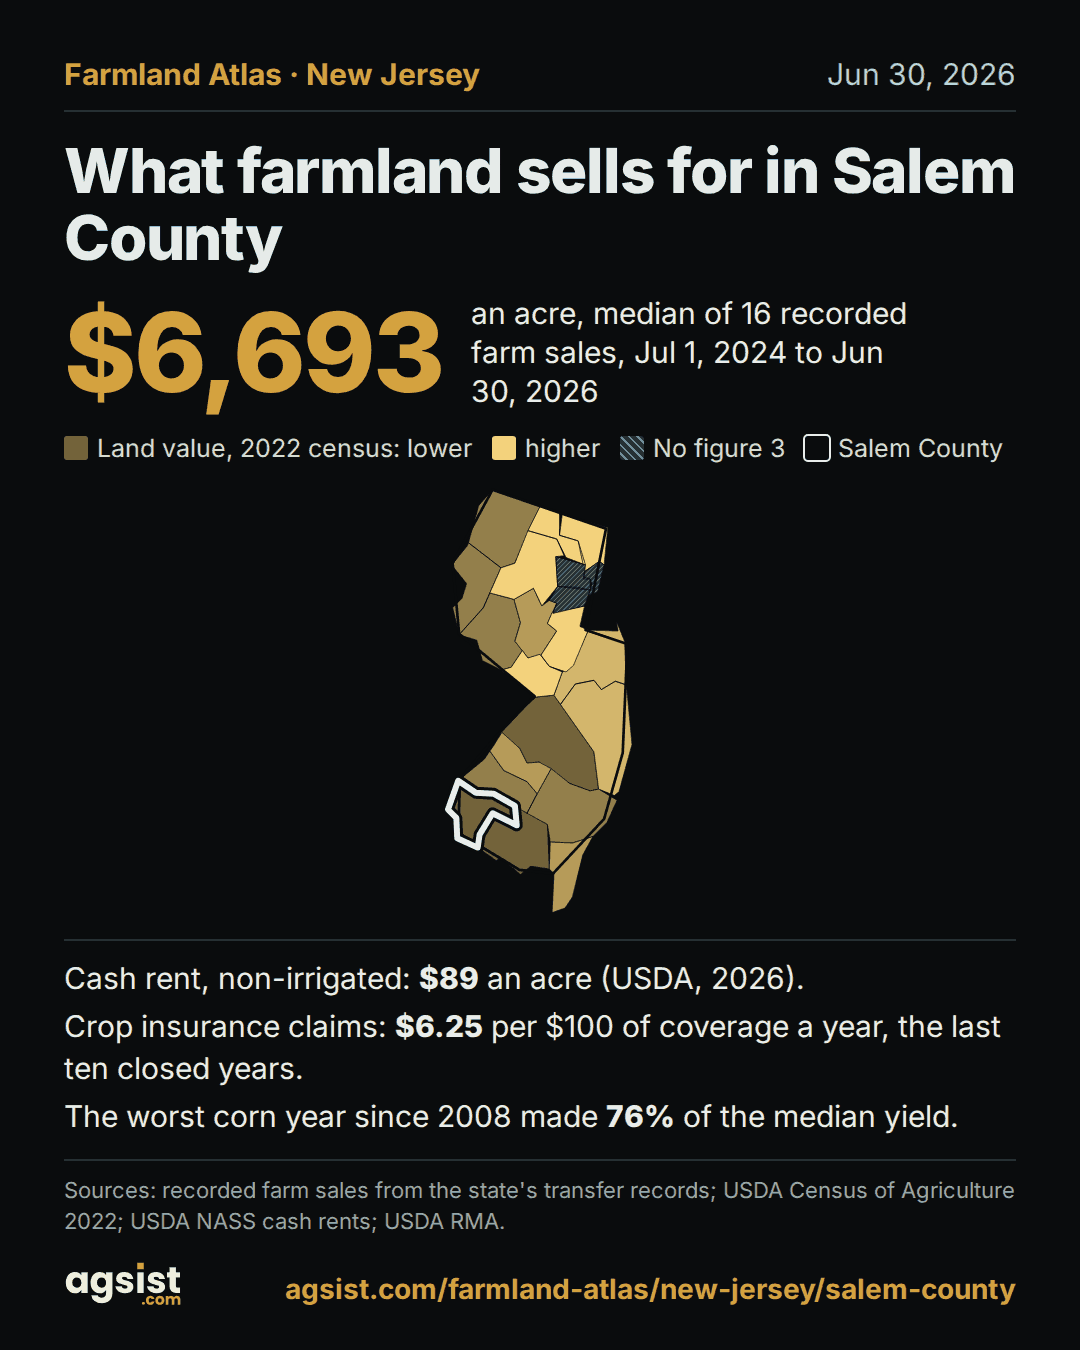 Farmland Atlas · New Jersey
Jun 30, 2026
What farmland sells for in Salem
County
$6,693
an acre, median of 16 recorded
farm sales, Jul 1, 2024 to Jun
30, 2026
Land value, 2022 census: lower
higher
No figure 3
Salem County
Cash rent, non-irrigated: $89 an acre (USDA, 2026).
Crop insurance claims: $6.25 per $100 of coverage a year, the last
ten closed years.
The worst corn year since 2008 made 76% of the median yield.
Sources: recorded farm sales from the state's transfer records; USDA Census of Agriculture
2022; USDA NASS cash rents; USDA RMA.
agsist
.com
agsist.com/farmland-atlas/new-jersey/salem-county